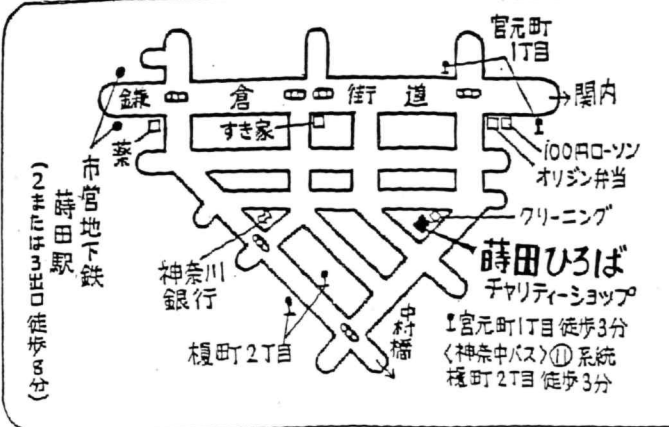 宮元町
1丁目
鎌倉街道
→関内
すき家
薬
100円ローソン
オリジン弁当
クリーニング
市営地下鉄
蒔田駅
(2または3出口 徒歩8分)
神奈川
銀行
榎町2丁目
中村橋
蒔田ひろば
チャリティーショップ
宮元町1丁目 徒歩3分
〈神奈中バス〉⑪系統
榎町2丁目 徒歩3分